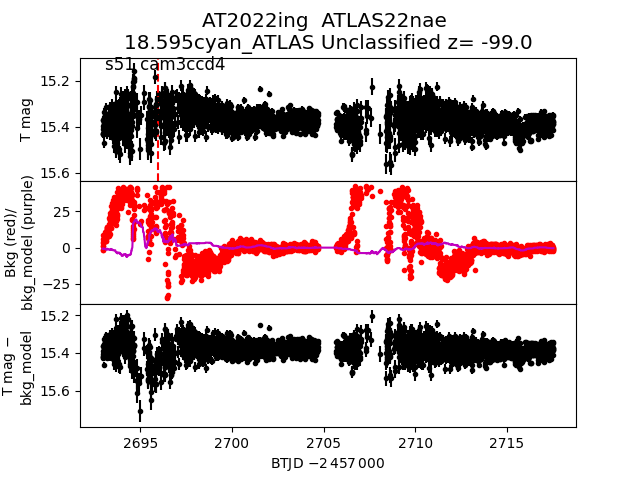 AT2022ing ATLAS22nae
18.595cyan_ATLAS Unclassified z= -99.0
s51 cam3ccd4
15.2
15.4
15.6
T mag
25
0
−25
Bkg (red)/
bkg_model (purple)
15.2
15.4
15.6
T mag −
bkg_model
2695 2700 2705 2710 2715
BTJD −2 457 000